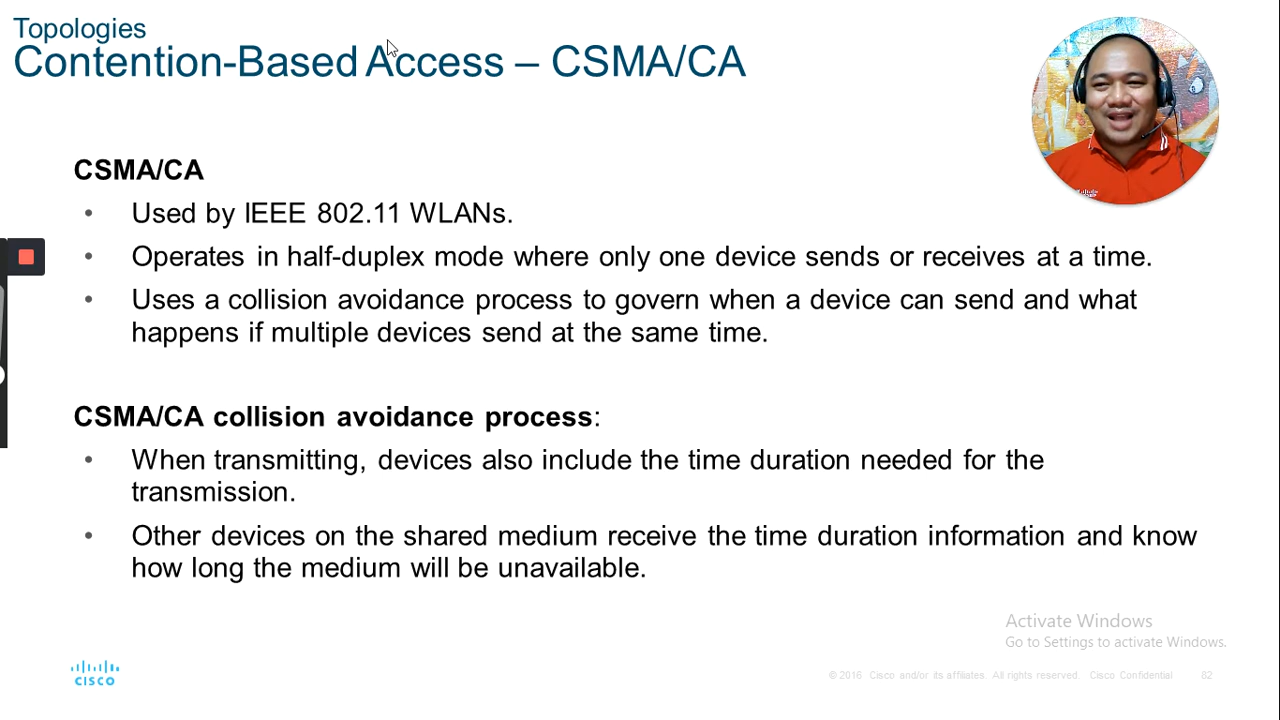 Topologies
Contention-Based Access – CSMA/CA
CSMA/CA
• Used by IEEE 802.11 WLANs.
• Operates in half-duplex mode where only one device sends or receives at a time.
• Uses a collision avoidance process to govern when a device can send and what
happens if multiple devices send at the same time.
CSMA/CA collision avoidance process:
• When transmitting, devices also include the time duration needed for the
transmission.
• Other devices on the shared medium receive the time duration information and know
how long the medium will be unavailable.
Activate Windows
Go to Settings to activate Windows.
CISCO
© 2016 Cisco and/or its affiliates. All rights reserved. Cisco Confidential 82